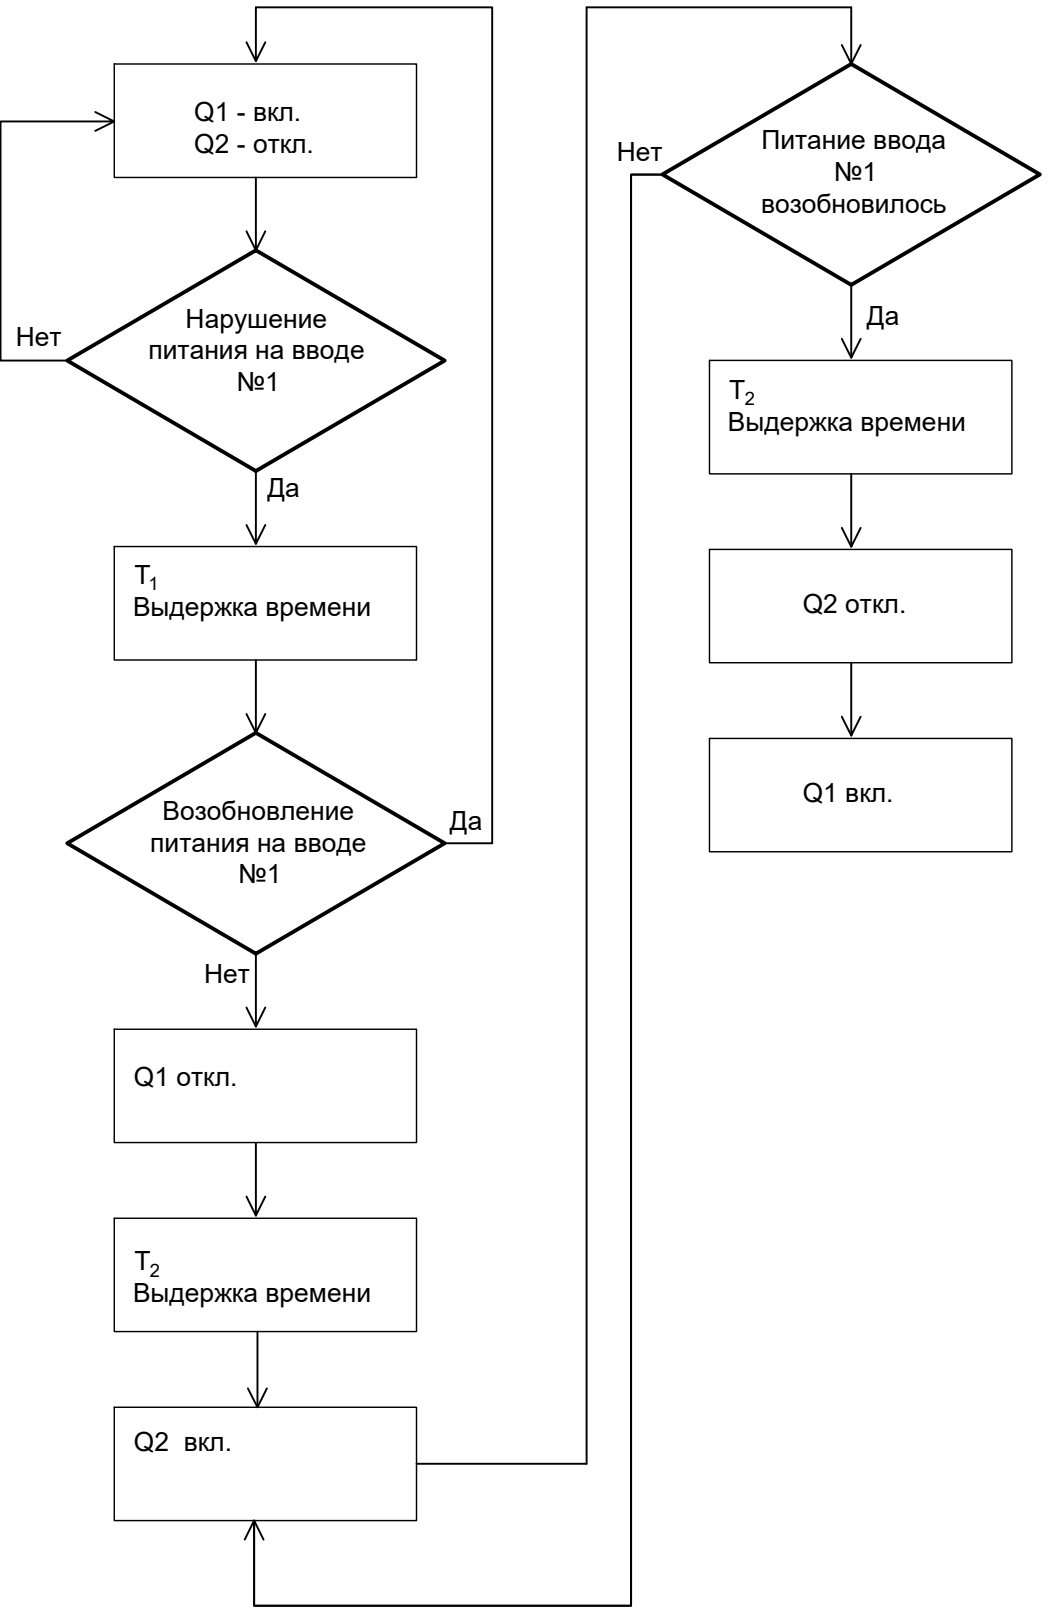 Q1 - вкл.
Q2 - откл.
Нарушение
питания на вводе
№1
Нет
Да
T1
Выдержка времени
Возобновление
питания на вводе
№1
Да
Нет
Q1 откл.
T2
Выдержка времени
Q2 вкл.
Питание ввода
№1
возобновилось
Нет
Да
T2
Выдержка времени
Q2 откл.
Q1 вкл.